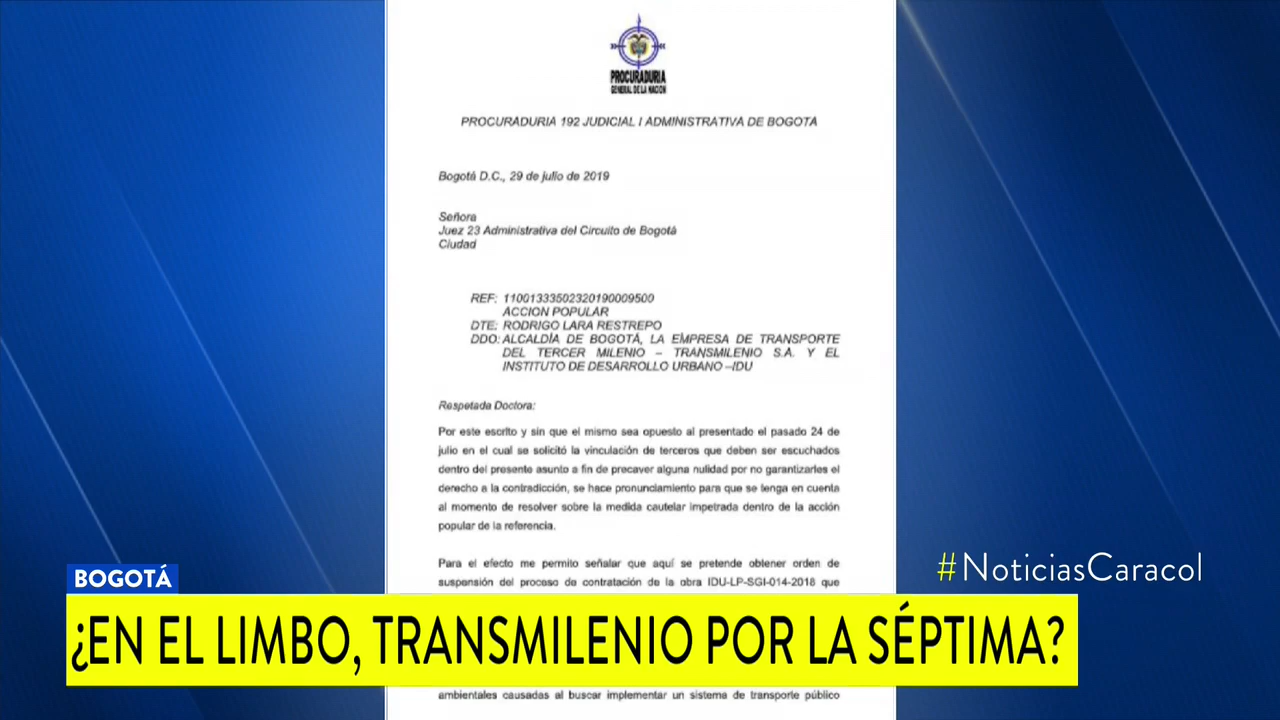 PROCURADURIA
GENERAL DE LA NACION
PROCURADURIA 192 JUDICIAL I ADMINISTRATIVA DE BOGOTÁ
Bogotá D.C., 29 de julio de 2019
Señora
Juez 23 Administrativa del Circuito de Bogotá
Ciudad
REF: 11001333502320190009500
ACCION POPULAR
DTE: RODRIGO LARA RESTREPO
DDO: ALCALDÍA DE BOGOTÁ, LA EMPRESA DE TRANSPORTE
DEL TERCER MILENIO – TRANSMILENIO S.A. Y EL
INSTITUTO DE DESARROLLO URBANO –IDU
Respetada Doctora:
Por este escrito y sin que el mismo sea opuesto al presentado el pasado 24 de
julio en el cual se solicitó la vinculación de terceros que deben ser escuchados
dentro del presente asunto a fin de precaver alguna nulidad por no garantizarles el
derecho a la contradicción, se hace pronunciamiento para que se tenga en cuenta
al momento de resolver sobre la medida cautelar impetrada dentro de la acción
popular de la referencia.
Para el efecto me permito señalar que aquí se pretende obtener orden de
suspensión del proceso de contratación de la obra IDU-LP-SGI-014-2018 que
BOGOTÁ
#NoticiasCaracol
¿EN EL LIMBO, TRANSMILENIO POR LA SÉPTIMA?
ambientales causadas al buscar implementar un sistema de transporte público